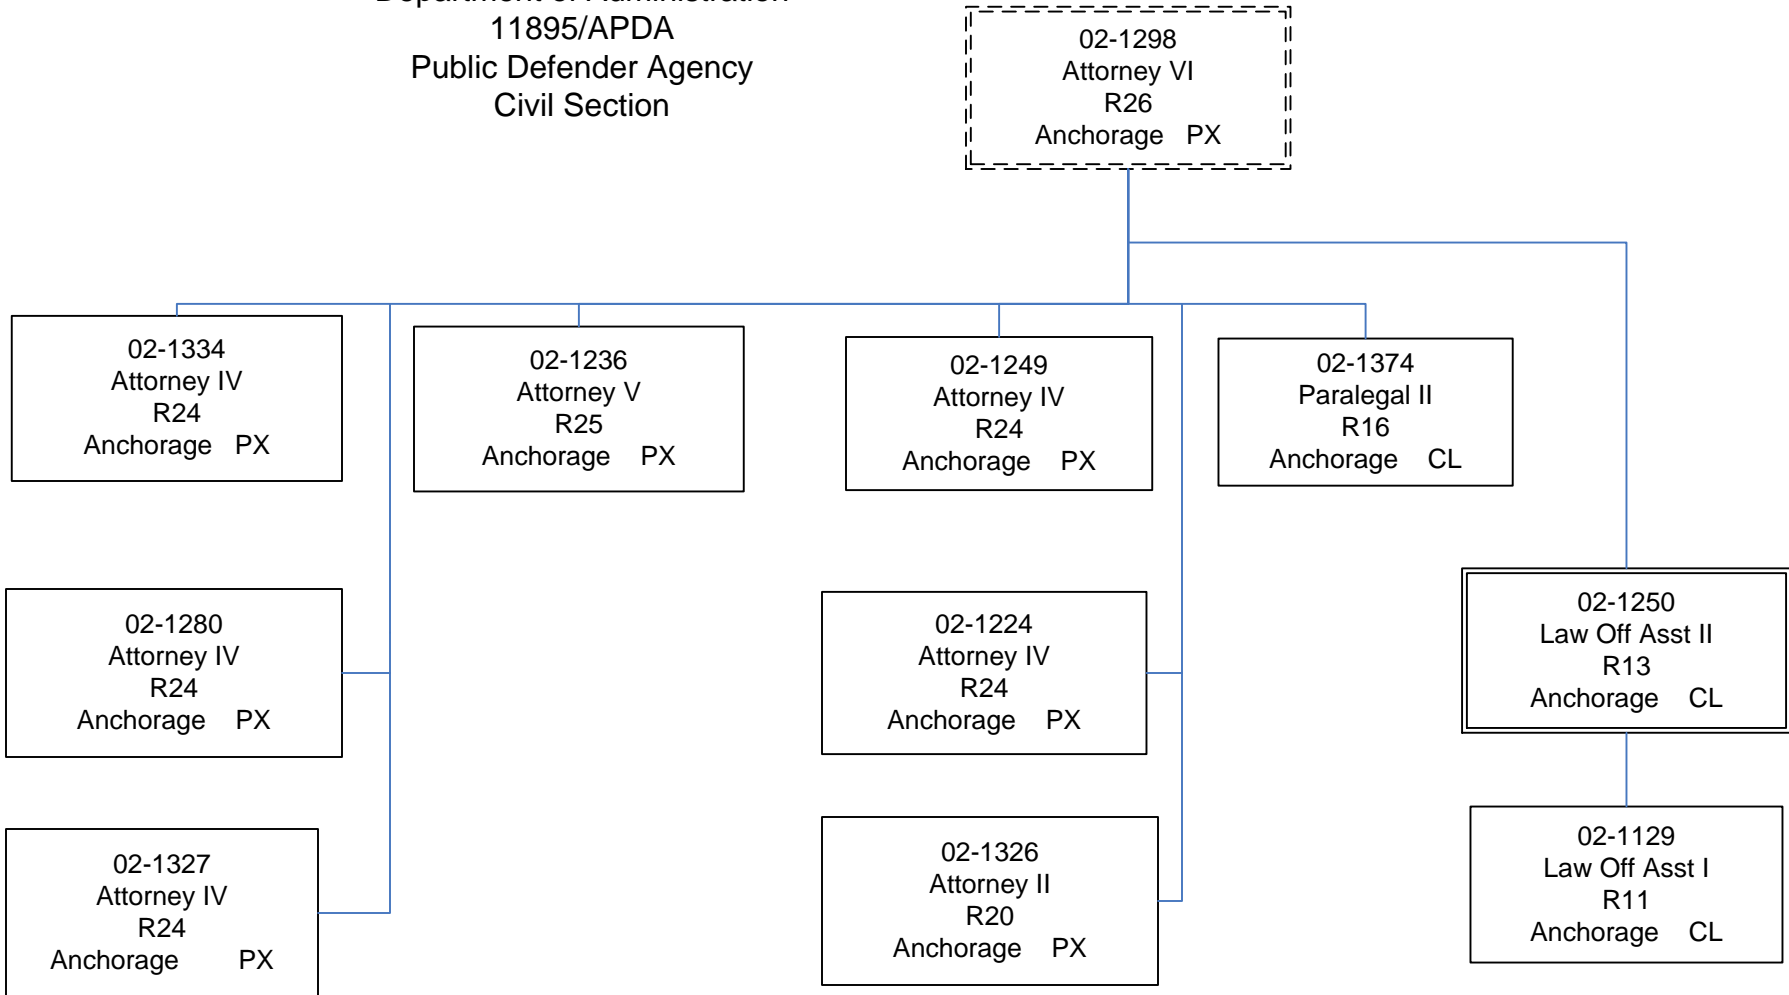 Department of Administration
11895/APDA
Public Defender Agency
Civil Section
02-1298
Attorney VI
R26
Anchorage PX
02-1334
Attorney IV
R24
Anchorage PX
02-1236
Attorney V
R25
Anchorage PX
02-1249
Attorney IV
R24
Anchorage PX
02-1374
Paralegal II
R16
Anchorage CL
02-1280
Attorney IV
R24
Anchorage PX
02-1224
Attorney IV
R24
Anchorage PX
02-1250
Law Off Asst II
R13
Anchorage CL
02-1327
Attorney IV
R24
Anchorage PX
02-1326
Attorney II
R20
Anchorage PX
02-1129
Law Off Asst I
R11
Anchorage CL